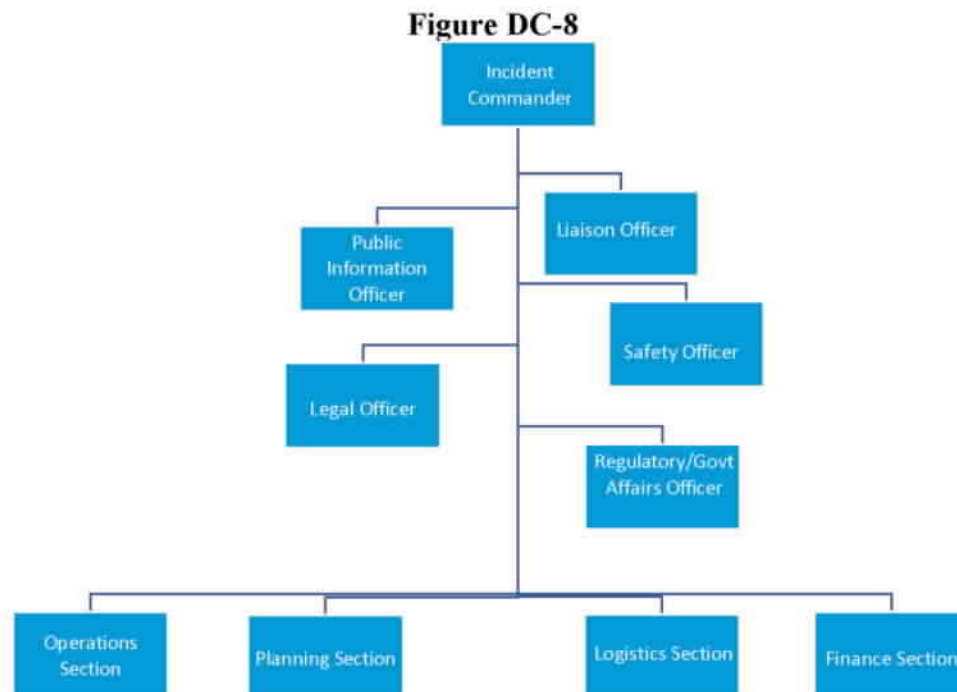 Figure DC-8
Incident
Commander
Liaison Officer
Public
Information
Officer
Safety Officer
Legal Officer
Regulatory/Govt
Affairs Officer
Operations
Section
Planning Section
Logistics Section
Finance Section